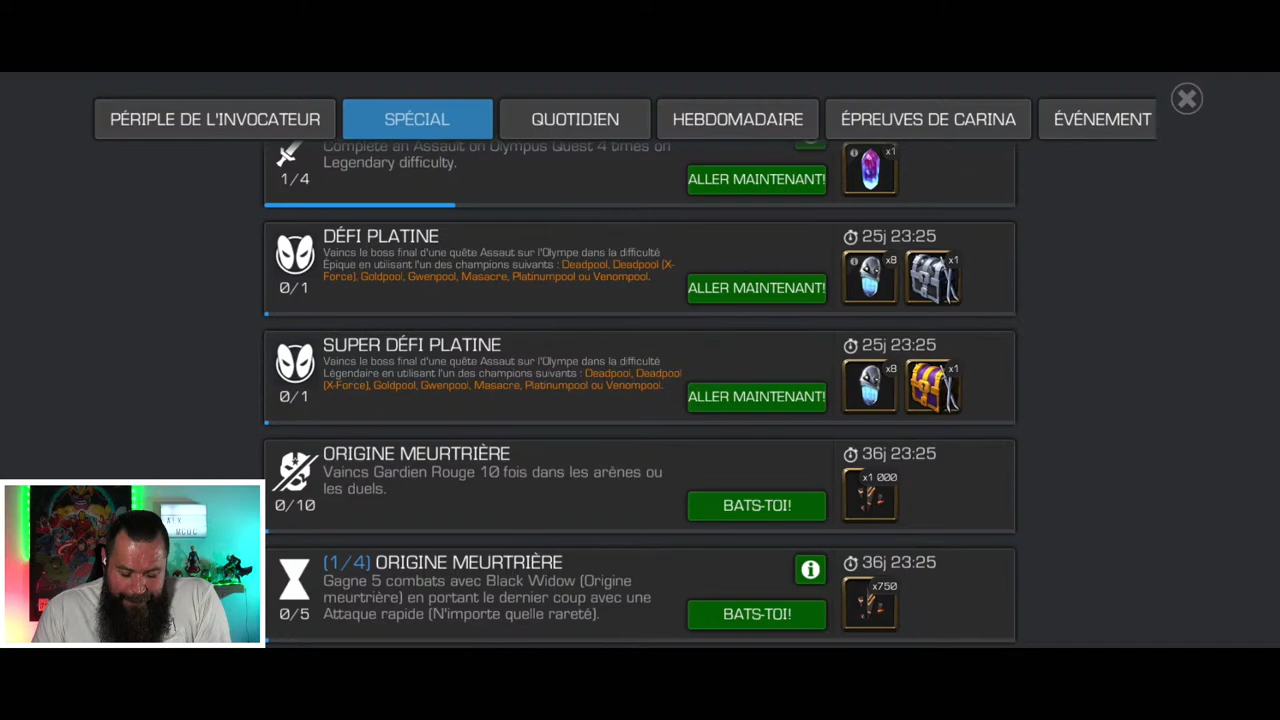 PÉRIPLE DE L'INVOCATEUR
SPÉCIAL
QUOTIDIEN
HEBDOMADAIRE
ÉPREUVES DE CARINA
ÉVÉNEMENT
Complete an Assault on Olympus Quest 4 times on
Legendary difficulty.
1/4
ALLER MAINTENANT!
x1
DÉFI PLATINE
Vaincs le boss final d'une quête Assaut sur l'Olympe dans la difficulté
Épique en utilisant l'un des champions suivants : Deadpool, Deadpool (X-
Force), Goldpool, Gwenpool, Masacre, Platinumpool ou Venompool.
0/1
ALLER MAINTENANT!
25j 23:25
x8
x1
SUPER DÉFI PLATINE
Vaincs le boss final d'une quête Assaut sur l'Olympe dans la difficulté
Légendaire en utilisant l'un des champions suivants : Deadpool, Deadpool
(X-Force), Goldpool, Gwenpool, Masacre, Platinumpool ou Venompool.
0/1
ALLER MAINTENANT!
25j 23:25
x8
x1
ORIGINE MEURTRIÈRE
Vaincs Gardien Rouge 10 fois dans les arènes ou
les duels.
0/10
BATS-TOI!
36j 23:25
x1 000
(1/4) ORIGINE MEURTRIÈRE
Gagne 5 combats avec Black Widow (Origine
meurtrière) en portant le dernier coup avec une
Attaque rapide (N'importe quelle rareté).
0/5
BATS-TOI!
36j 23:25
x750
MCOC